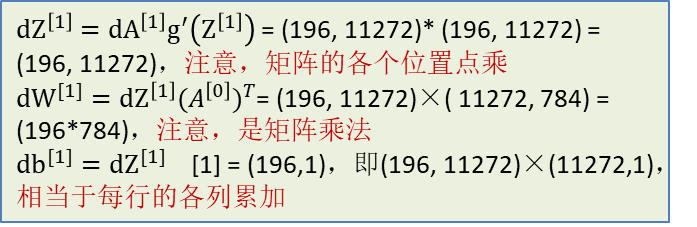 dZ^[1] = dA^[1]g′(Z^[1]) = (196, 11272)* (196, 11272) =
(196, 11272)，注意，矩阵的各个位置点乘
dW^[1] = dZ^[1](A^[0])^T= (196, 11272)×( 11272, 784) =
(196*784)，注意，是矩阵乘法
db^[1] = dZ^[1] [1] = (196,1)，即(196, 11272)×(11272,1)，
相当于每行的各列累加